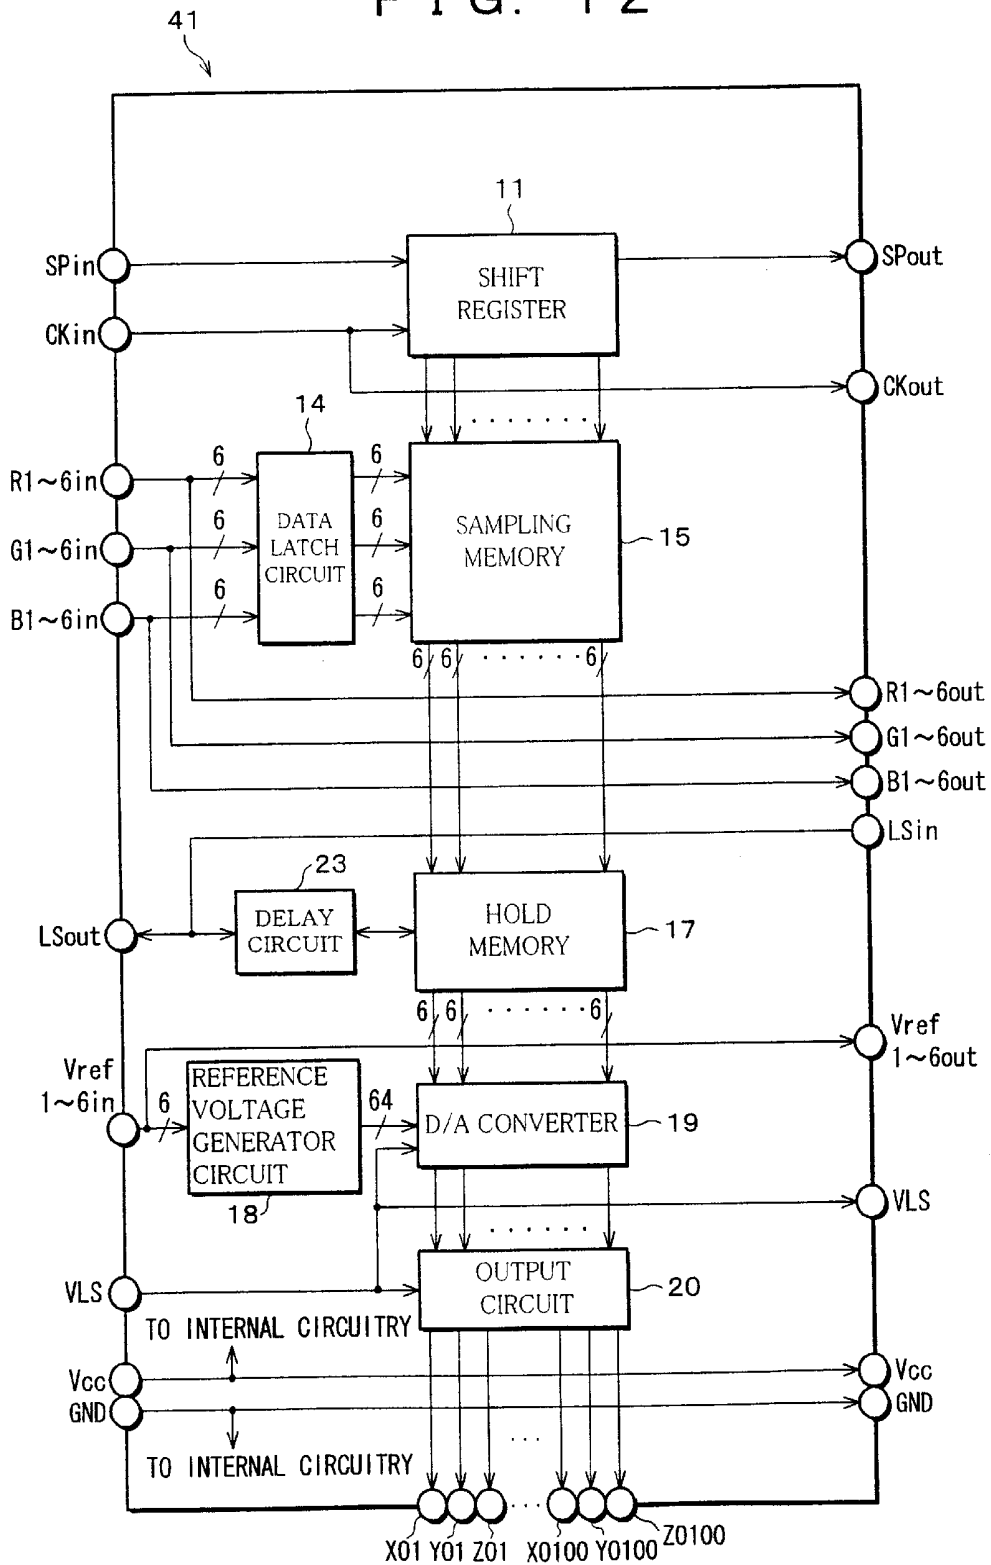 FIG. 12
41
11
SPin
SHIFT
REGISTER
SPout
CKin
CKout
14
6 6
R1~6in
DATA
LATCH
CIRCUIT
SAMPLING
MEMORY
15
6 6
G1~6in
6 6
B1~6in
6 6 ······ 6
R1~6out
G1~6out
B1~6out
LSin
23
LSout
DELAY
CIRCUIT
HOLD
MEMORY
17
6 6 ······ 6
Vref
1~6out
Vref
1~6in
6
REFERENCE
VOLTAGE
GENERATOR
CIRCUIT
18
64
D/A CONVERTER
19
VLS
VLS
OUTPUT
CIRCUIT
20
TO INTERNAL CIRCUITRY
Vcc
Vcc
GND
GND
TO INTERNAL CIRCUITRY
X01 Y01 Z01 ··· X0100 Y0100 Z0100